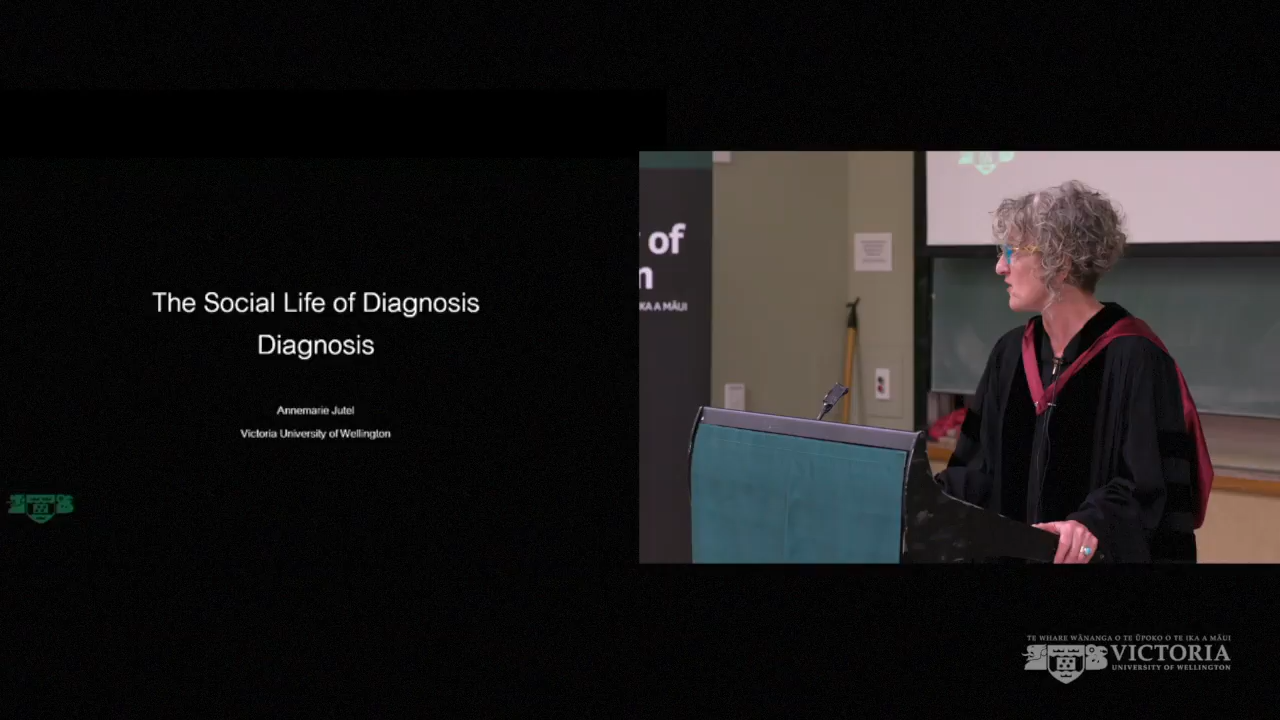 The Social Life of Diagnosis
Diagnosis
Annemarie Jutel
Victoria University of Wellington
of
KA A MĀUI
TE WHARE WĀNANGA O TE ŪPOKO O TE IKA A MĀUI
VICTORIA
UNIVERSITY OF WELLINGTON